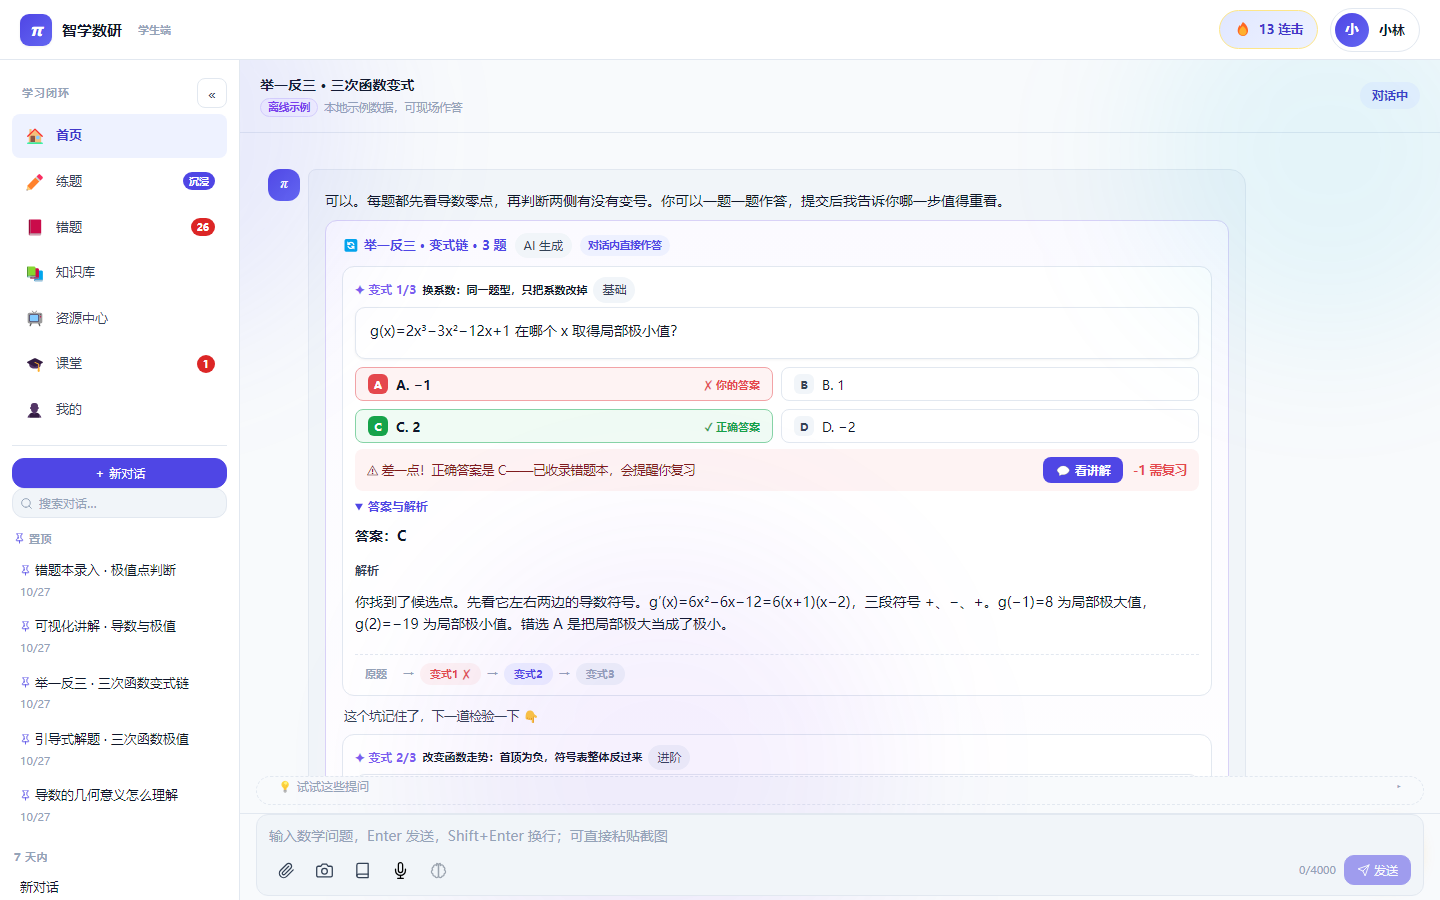 π 智学数研 学生端
13 连击
小 小林
学习闭环
«
首页
练题 沉浸
错题 26
知识库
资源中心
课堂 1
我的
+ 新对话
搜索对话...
置顶
错题本录入 · 极值点判断
10/27
可视化讲解 · 导数与极值
10/27
举一反三 · 三次函数变式链
10/27
引导式解题 · 三次函数极值
10/27
导数的几何意义怎么理解
10/27
7 天内
新对话
举一反三 • 三次函数变式
离线示例 本地示例数据，可现场作答
对话中
π
可以。每题都先看导数零点，再判断两侧有没有变号。你可以一题一题作答，提交后我告诉你哪一步值得重看。
举一反三 • 变式链 • 3 题 AI 生成 对话内直接作答
✦ 变式 1/3 换系数：同一题型，只把系数改掉 基础
g(x)=2x³−3x²−12x+1 在哪个 x 取得局部极小值？
A A. −1 ✗ 你的答案
B B. 1
C C. 2 ✓ 正确答案
D D. −2
⚠ 差一点！正确答案是 C——已收录错题本，会提醒你复习
看讲解 -1 需复习
▼ 答案与解析
答案：C
解析
你找到了候选点。先看它左右两边的导数符号。g′(x)=6x²−6x−12=6(x+1)(x−2)，三段符号 +、−、+。g(−1)=8 为局部极大值，
g(2)=−19 为局部极小值。错选 A 是把局部极大当成了极小。
原题 → 变式1 ✗ → 变式2 → 变式3
这个坑记住了，下一道检验一下 👇
✦ 变式 2/3 改变函数走势：首项为负，符号表整体反过来 进阶
试试这些提问
输入数学问题，Enter 发送，Shift+Enter 换行；可直接粘贴截图
0/4000
发送